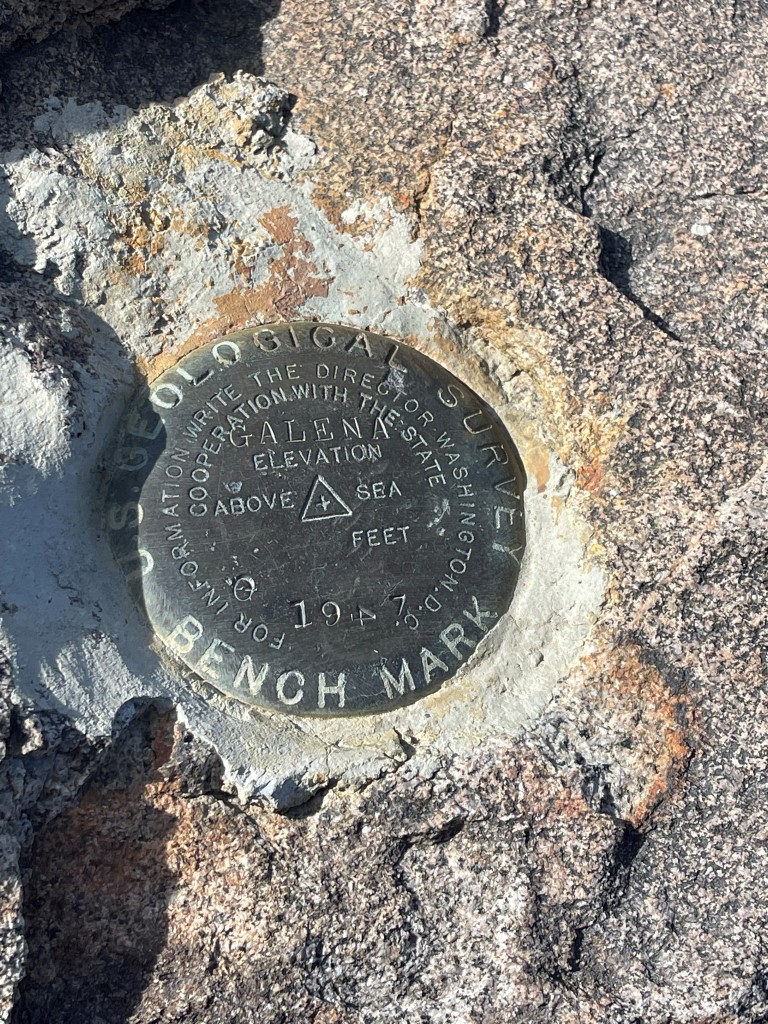 U.S. GEOLOGICAL SURVEY
FOR INFORMATION WRITE THE DIRECTOR, WASHINGTON, D.C.
COOPERATION WITH THE STATE
GALENA
ELEVATION
ABOVE SEA
FEET
1947
BENCH MARK